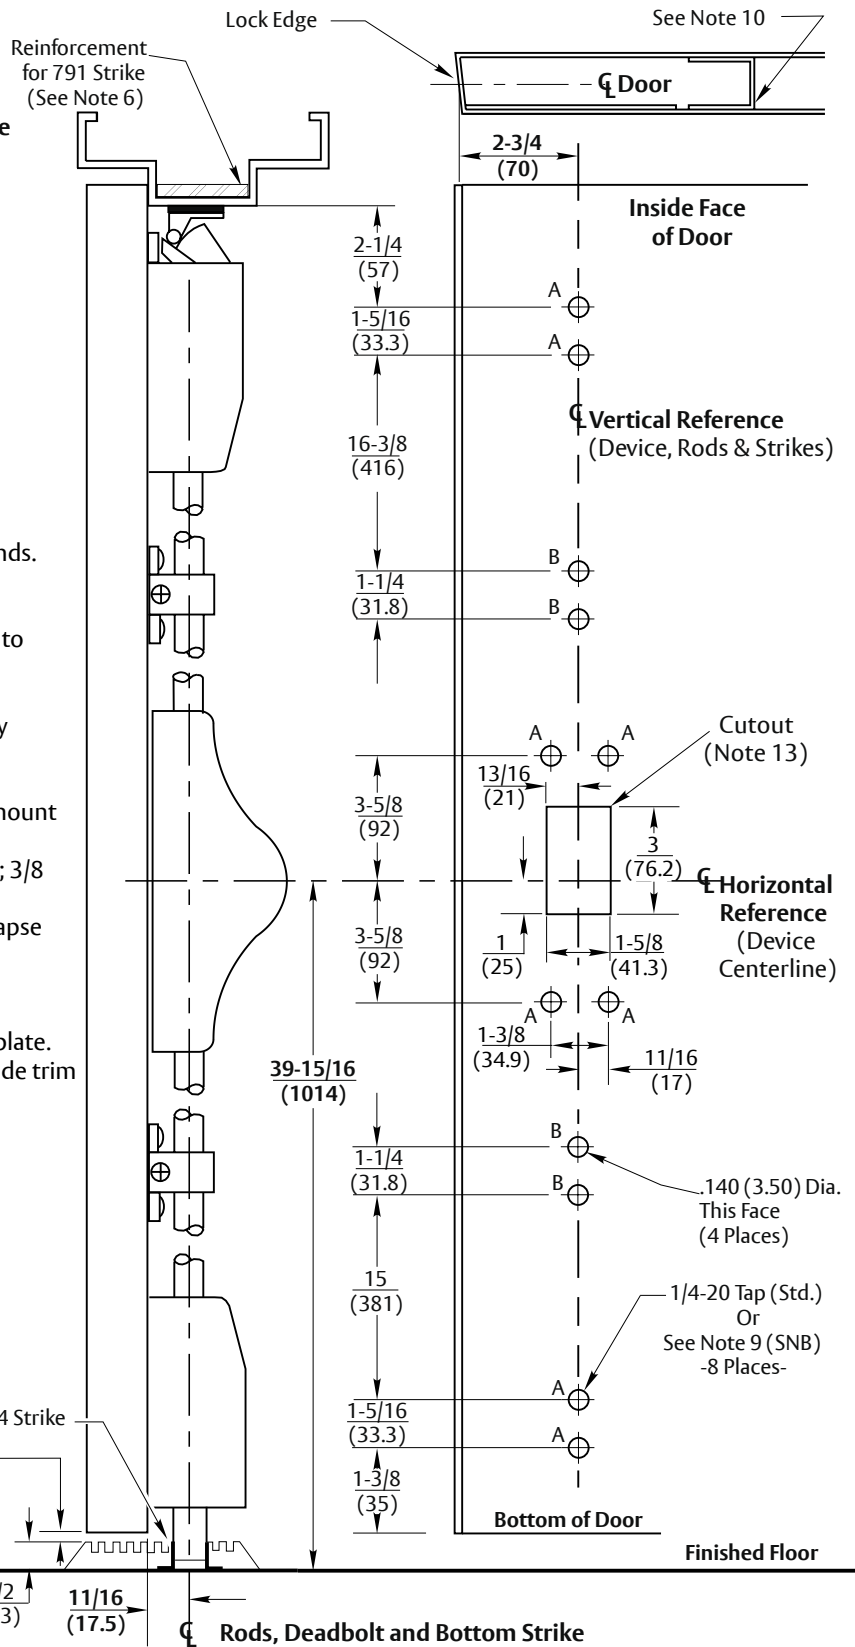 Lock Edge
See Note 10
Reinforcement
for 791 Strike
(See Note 6)
℄ Door
2-3/4
(70)
Inside Face
of Door
2-1/4
(57)
A
1-5/16
(33.3)
A
℄ Vertical Reference
(Device, Rods & Strikes)
16-3/8
(416)
nds.
B
1-1/4
(31.8)
B
to
y
A
A
Cutout
(Note 13)
13/16
(21)
3-5/8
(92)
nount
3
(76.2)
; 3/8
℄ Horizontal
Reference
(Device
Centerline)
apse
3-5/8
(92)
1
(25)
1-5/8
(41.3)
A
A
plate.
de trim
1-3/8
(34.9)
11/16
(17)
39-15/16
(1014)
B
1-1/4
(31.8)
B
.140 (3.50) Dia.
This Face
(4 Places)
15
(381)
1/4-20 Tap (Std.)
Or
See Note 9 (SNB)
-8 Places-
A
1-5/16
(33.3)
A
4 Strike
1-3/8
(35)
Bottom of Door
Finished Floor
/2
3)
11/16
(17.5)
℄ Rods, Deadbolt and Bottom Strike